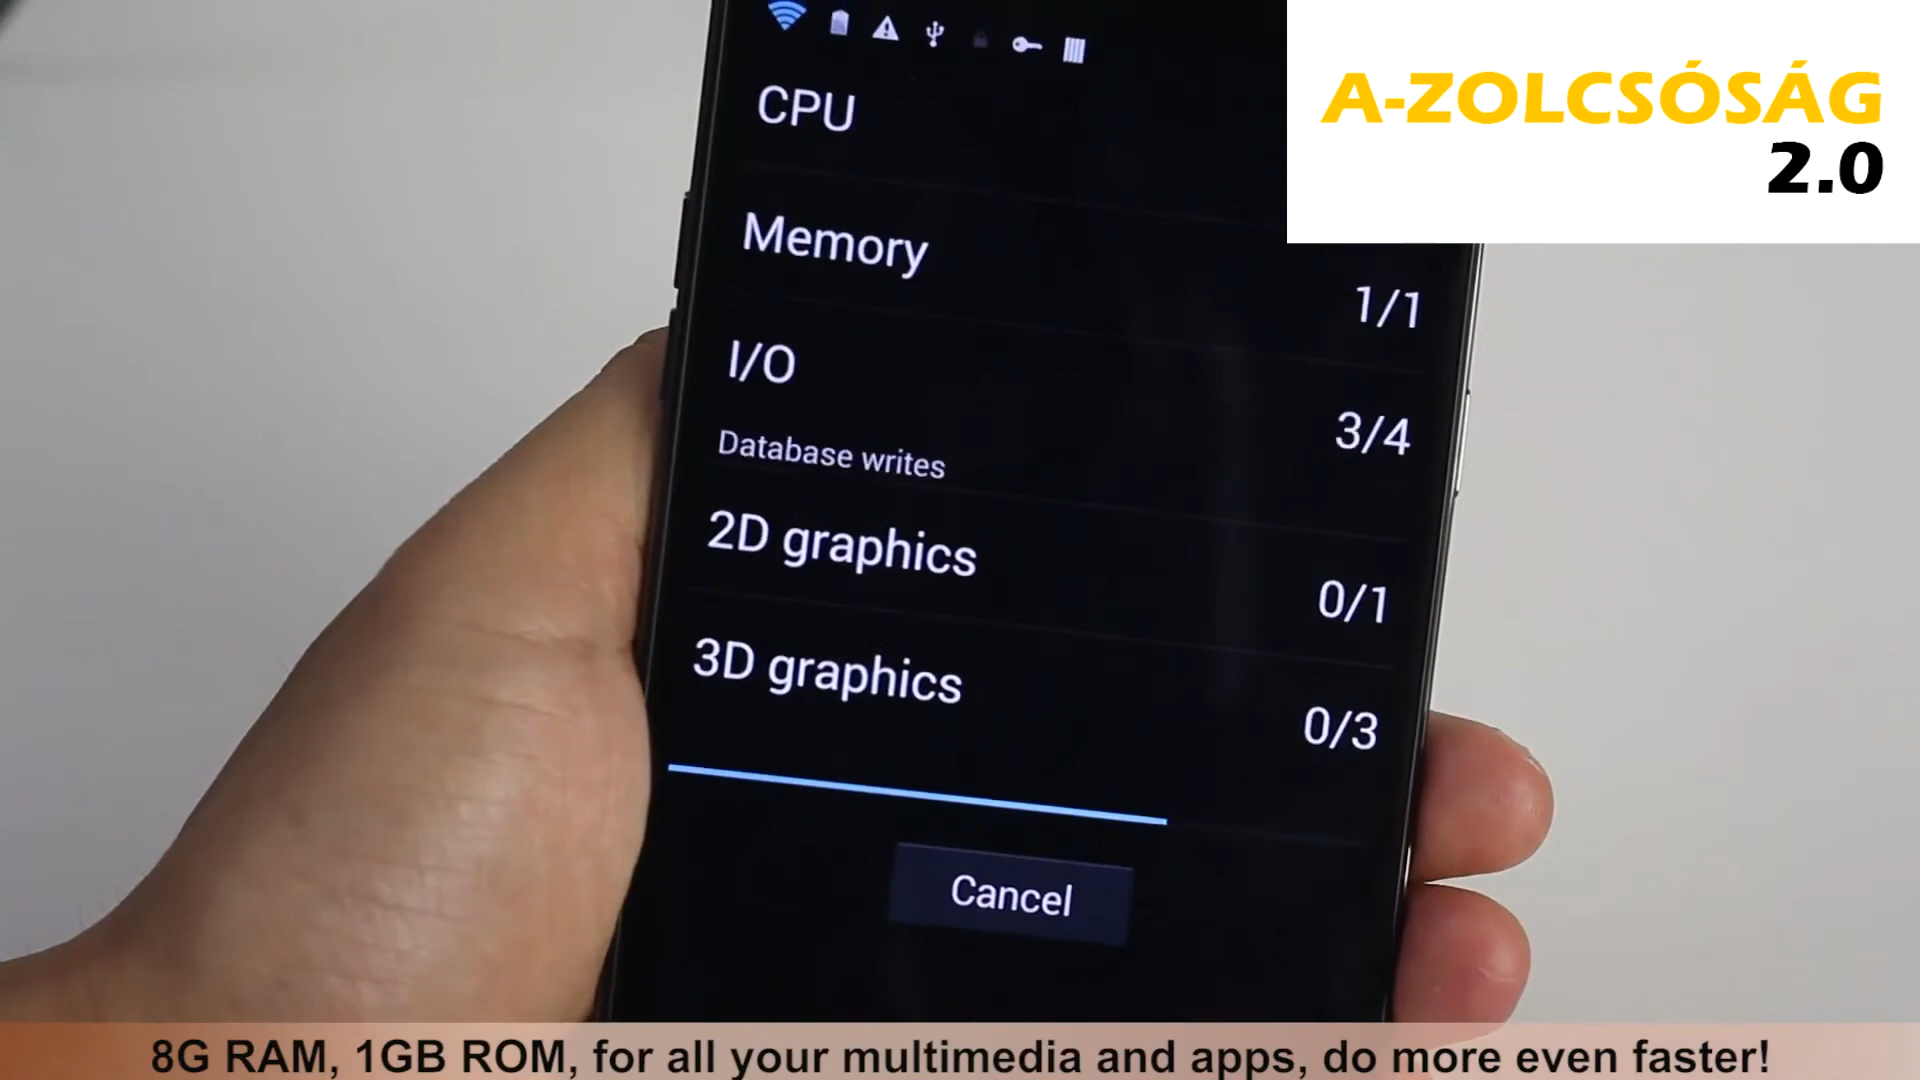 A-ZOLCSÓSÁG
2.0
CPU
Memory
1/1
I/O
3/4
Database writes
2D graphics
0/1
3D graphics
0/3
Cancel
8G RAM, 1GB ROM, for all your multimedia and apps, do more even faster!